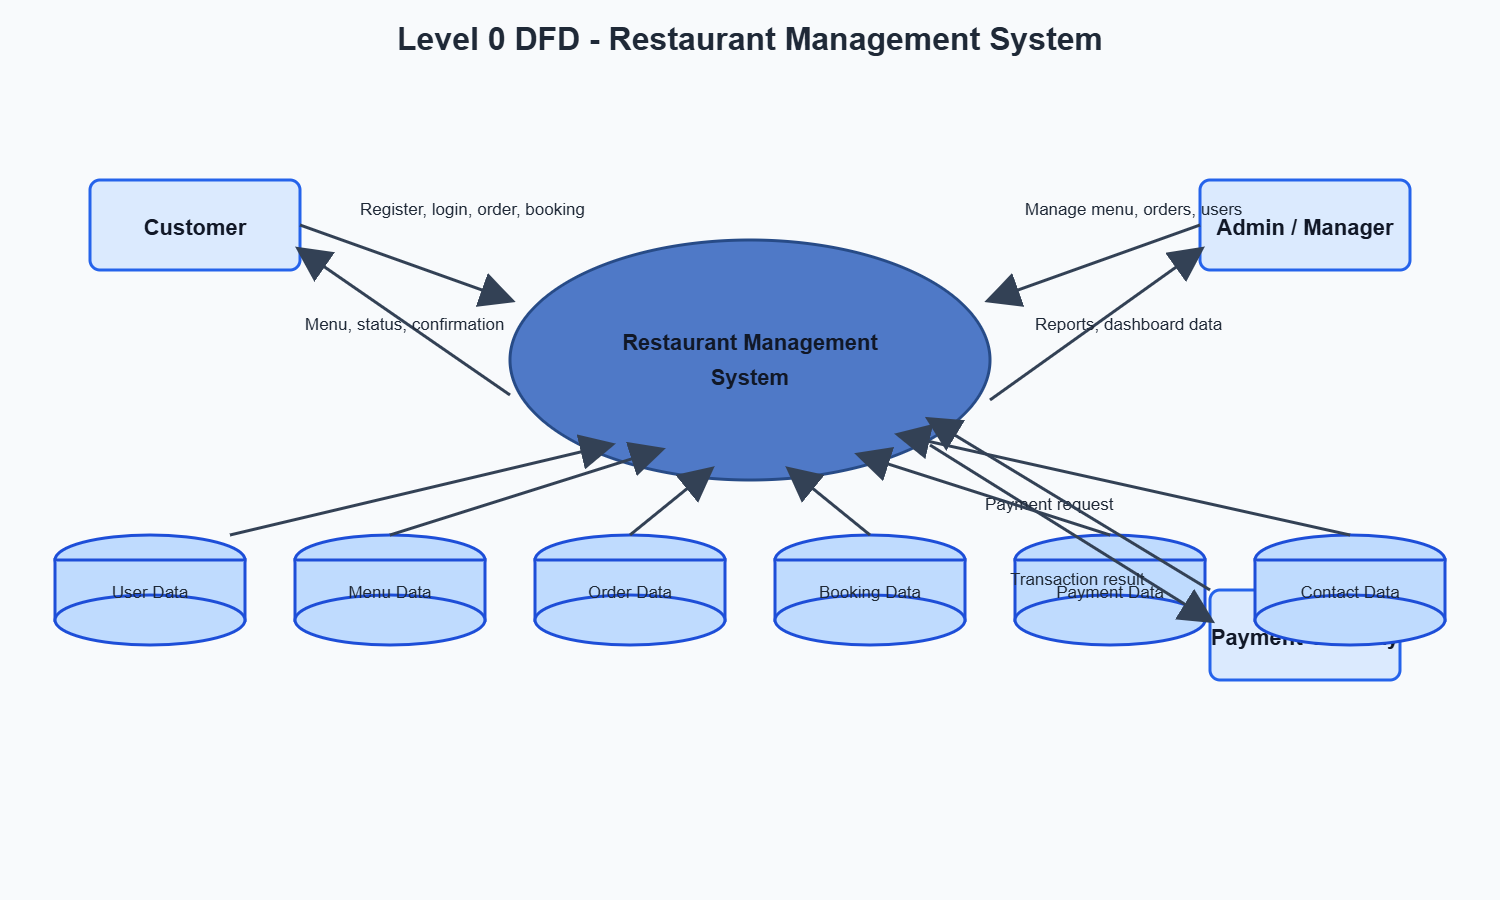 Level 0 DFD - Restaurant Management System
Register, login, order, booking
Manage menu, orders, users
Customer
Admin / Manager
Menu, status, confirmation
Reports, dashboard data
Restaurant Management
System
Payment request
Transaction result
User Data
Menu Data
Order Data
Booking Data
Payment Data
Contact Data
Payment